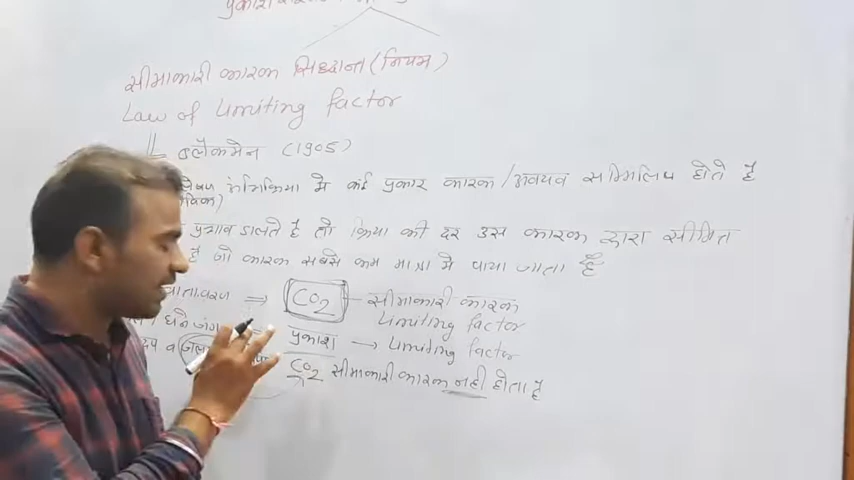 सीमाकारी कारक सिद्धान्त (नियम)
Law of Limiting factor
ब्लैकमैन (1905)
में कई प्रकार कारक/अवयव सम्मिलित होते है
प्रभाव डालते है तो क्रिया की दर उस कारक द्वारा सीमित
है जो कारक सबसे कम मात्रा में पाया जाता है
वातावरण ⇒ CO2 - सीमाकारी कारक
Limiting factor
घने जंग प्रकाश → Limiting factor
CO2 सीमाकारी कारक नही होता है